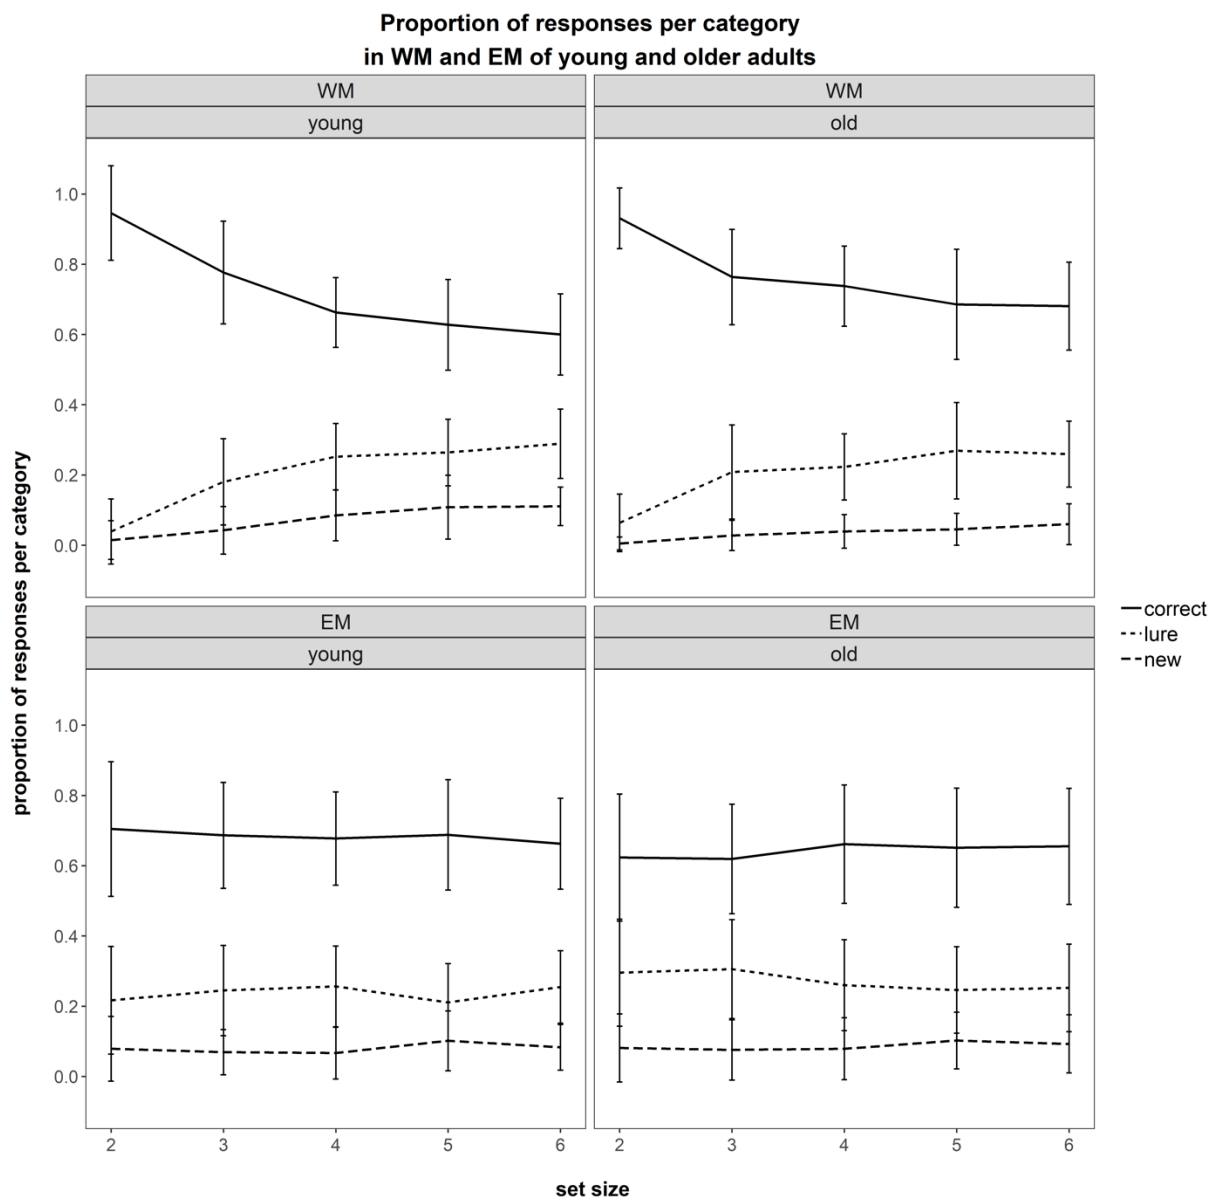 Proportion of responses per category
in WM and EM of young and older adults
WM
WM
young
old
1.0
0.8
0.6
0.4
0.2
0.0
EM
EM
young
old
1.0
0.8
0.6
0.4
0.2
0.0
2
3
4
5
6
2
3
4
5
6
set size
proportion of responses per category
correct
lure
new